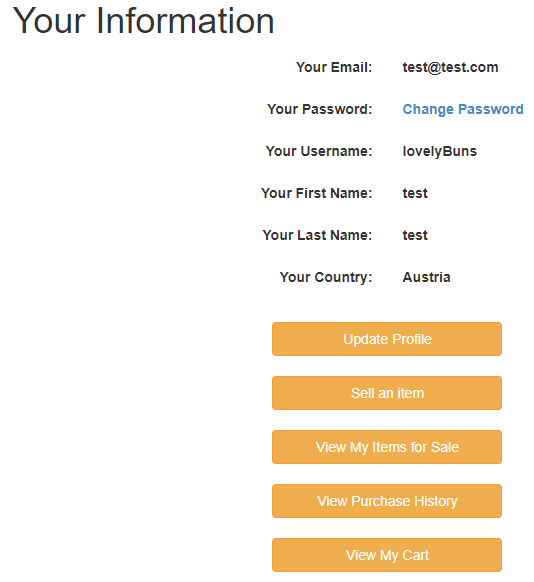 Your Information
Your Email: test@test.com
Your Password: Change Password
Your Username: lovelyBuns
Your First Name: test
Your Last Name: test
Your Country: Austria
Update Profile
Sell an item
View My Items for Sale
View Purchase History
View My Cart